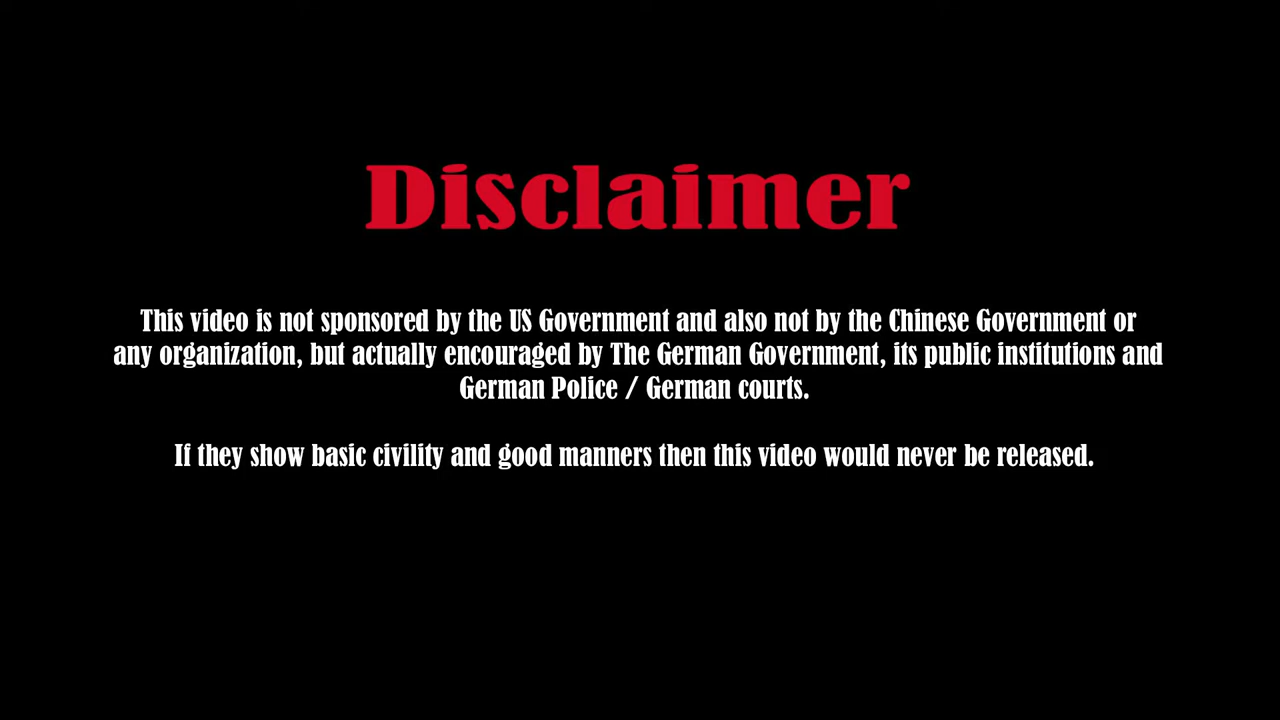 Disclaimer
This video is not sponsored by the US Government and also not by the Chinese Government or
any organization, but actually encouraged by The German Government, its public institutions and
German Police / German courts.
If they show basic civility and good manners then this video would never be released.